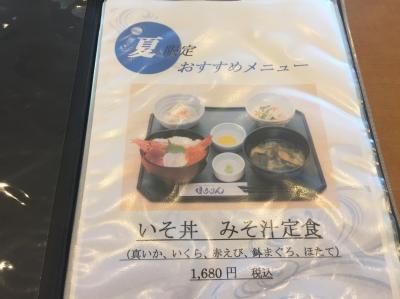 夏 限定
おすすめメニュー
いそ丼　みそ汁定食
(真いか、いくら、赤えび、鉢まぐろ、ほたて)
1,680円　税込